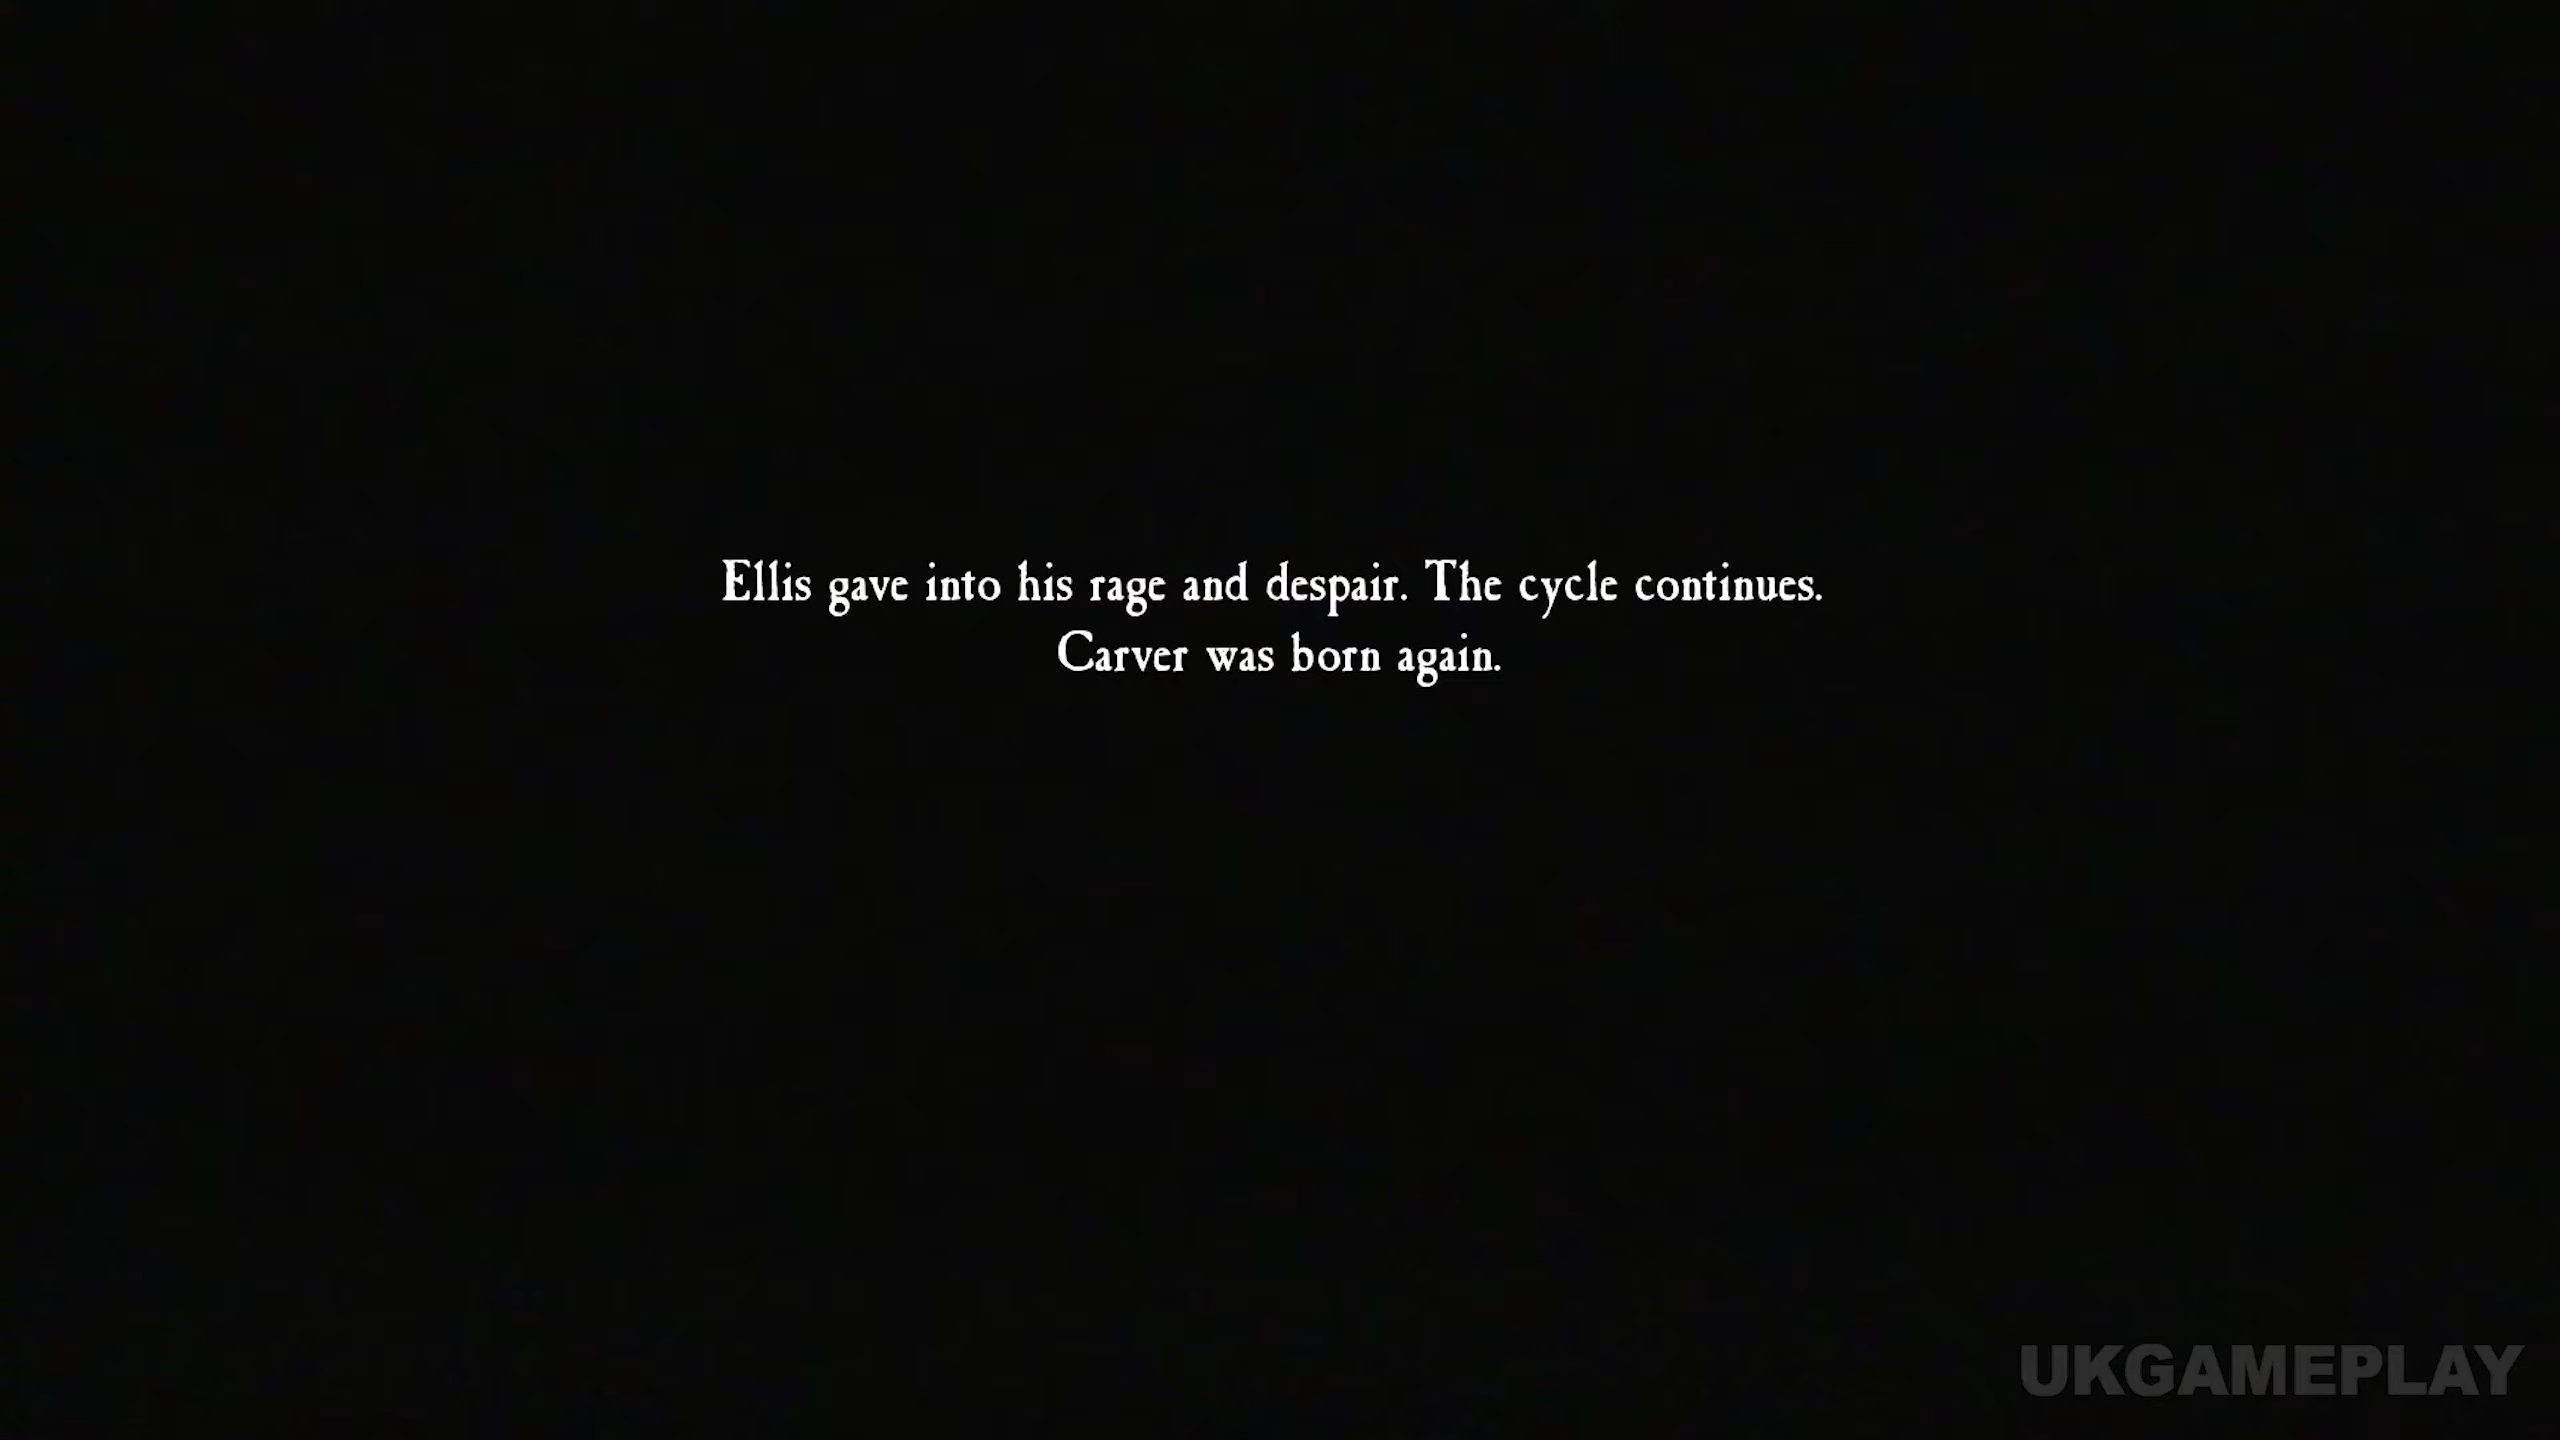 Ellis gave into his rage and despair. The cycle continues.
Carver was born again.
UKGAMEPLAY